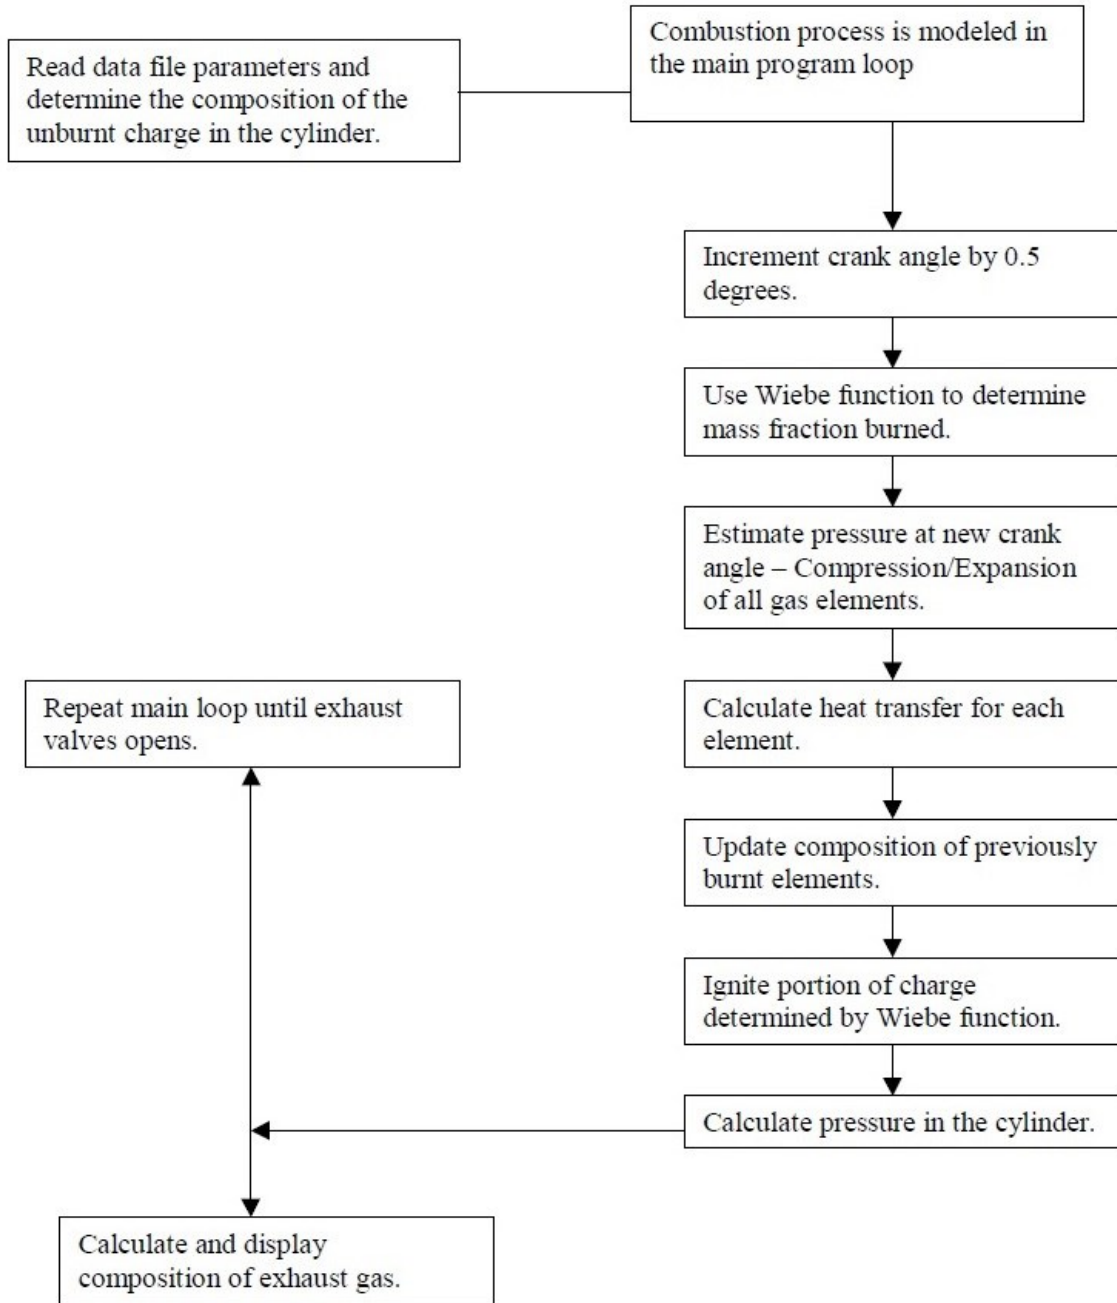 Read data file parameters and
determine the composition of the
unburnt charge in the cylinder.
Combustion process is modeled in
the main program loop
Increment crank angle by 0.5
degrees.
Use Wiebe function to determine
mass fraction burned.
Estimate pressure at new crank
angle – Compression/Expansion
of all gas elements.
Calculate heat transfer for each
element.
Update composition of previously
burnt elements.
Ignite portion of charge
determined by Wiebe function.
Calculate pressure in the cylinder.
Repeat main loop until exhaust
valves opens.
Calculate and display
composition of exhaust gas.